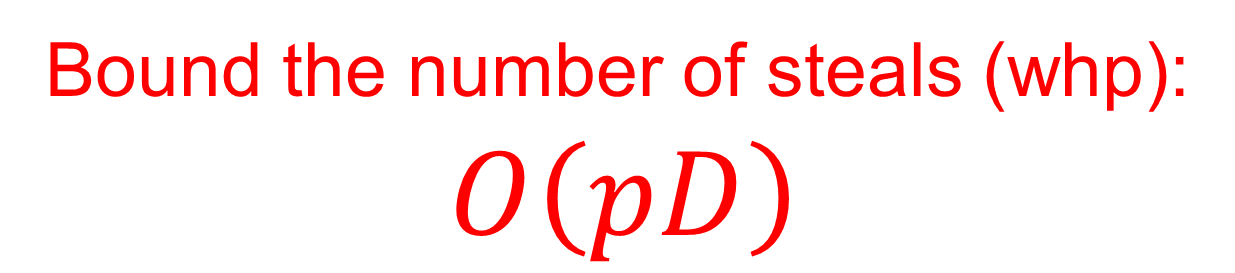 Bound the number of steals (whp):
𝑂(𝑝𝐷)